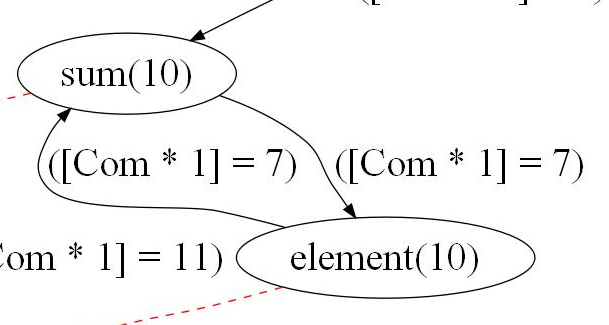 sum(10)
([Com * 1] = 7) ([Com * 1] = 7)
om * 1] = 11) element(10)